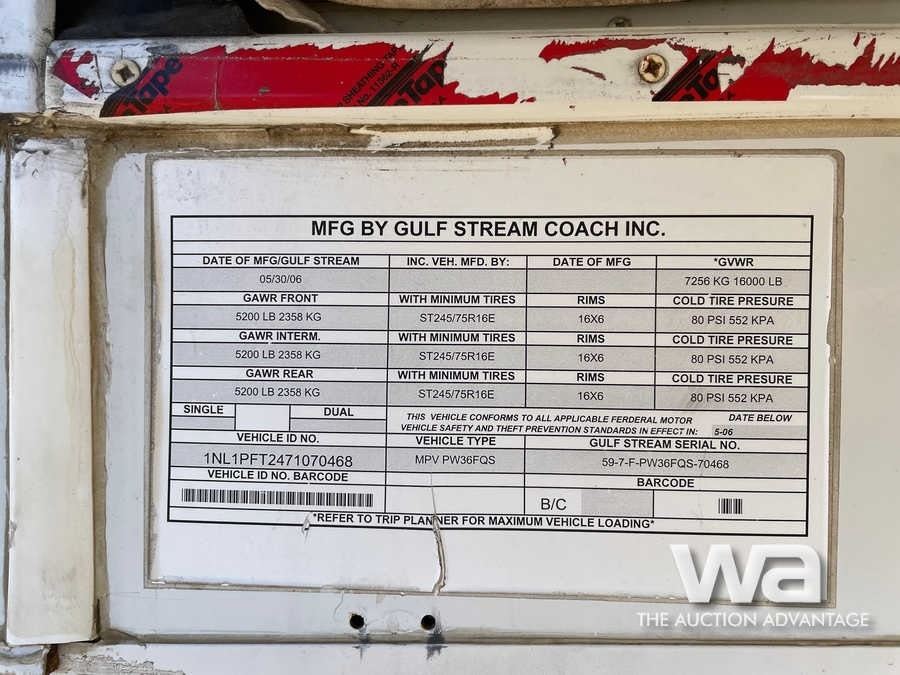 Tape
SHEATHING
No. 11562-R
Tape
MFG BY GULF STREAM COACH INC.
DATE OF MFG/GULF STREAM INC. VEH. MFD. BY: DATE OF MFG *GVWR
05/30/06 7256 KG 16000 LB
GAWR FRONT WITH MINIMUM TIRES RIMS COLD TIRE PRESURE
5200 LB 2358 KG ST245/75R16E 16X6 80 PSI 552 KPA
GAWR INTERM. WITH MINIMUM TIRES RIMS COLD TIRE PRESURE
5200 LB 2358 KG ST245/75R16E 16X6 80 PSI 552 KPA
GAWR REAR WITH MINIMUM TIRES RIMS COLD TIRE PRESURE
5200 LB 2358 KG ST245/75R16E 16X6 80 PSI 552 KPA
SINGLE DUAL THIS VEHICLE CONFORMS TO ALL APPLICABLE FERDERAL MOTOR DATE BELOW
VEHICLE SAFETY AND THEFT PREVENTION STANDARDS IN EFFECT IN: 5-06
VEHICLE ID NO. VEHICLE TYPE GULF STREAM SERIAL NO.
1NL1PFT2471070468 MPV PW36FQS 59-7-F-PW36FQS-70468
VEHICLE ID NO. BARCODE BARCODE
B/C
*REFER TO TRIP PLANNER FOR MAXIMUM VEHICLE LOADING*
wa
THE AUCTION ADVANTAGE